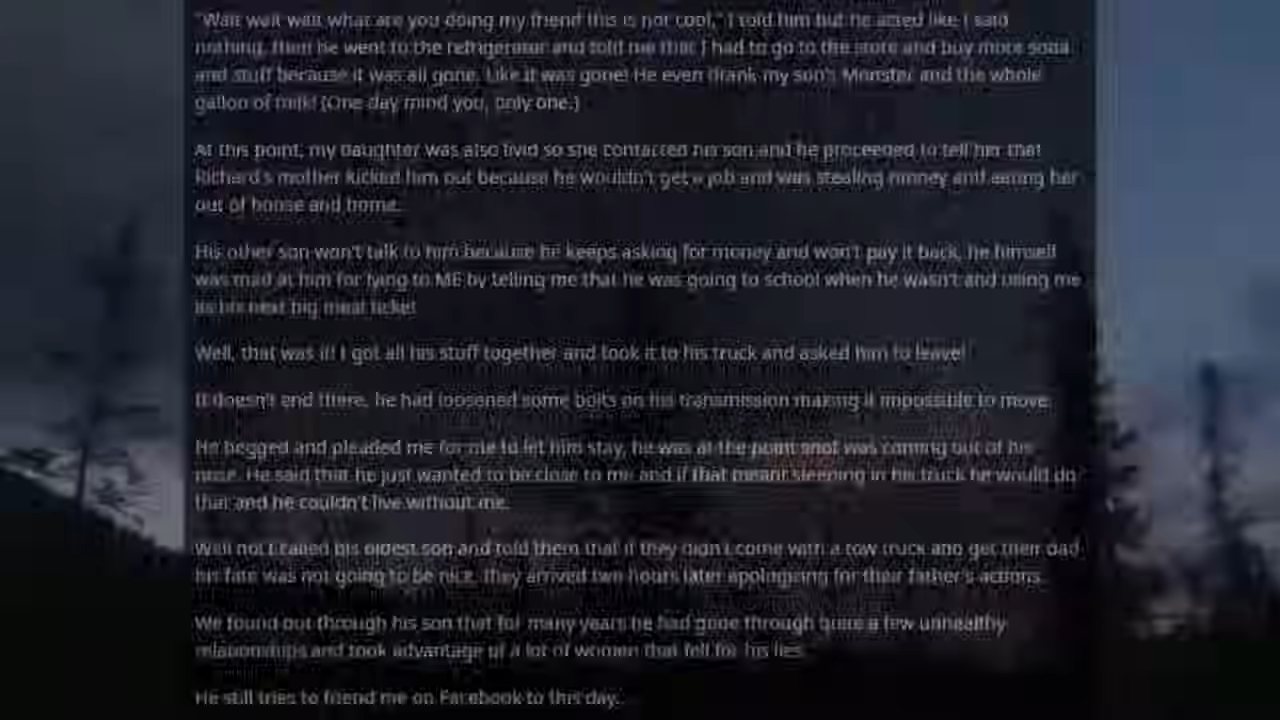 "Wait wait wait what are you doing my friend this is not cool," I told him but he acted like I said
nothing, then he went to the refrigerator and told me that I had to go to the store and buy more soda
and stuff because it was all gone. Like it was gone! He even drank my son's Monster and the whole
gallon of milk! (One day mind you, only one.)
At this point, my daughter was also livid so she contacted his son and he proceeded to tell her that
Richard's mother kicked him out because he wouldn't get a job and was stealing money and eating her
out of house and home.
His other son won't talk to him because he keeps asking for money and won't pay it back, he himself
was mad at him for lying to ME by telling me that he was going to school when he wasn't and using me
as his next big meal ticket
Well, that was it! I got all his stuff together and took it to his truck and asked him to leave!
It doesn't end there, he had loosened some bolts on his transmission making it impossible to move.
He begged and pleaded me for me to let him stay, he was at the point snot was coming out of his
nose. He said that he just wanted to be close to me and if that meant sleeping in his truck he would do
that and he couldn't live without me.
Well no I called his oldest son and told them that if they didn't come with a tow truck and get their dad
his fate was not going to be nice, they arrived two hours later apologizing for their father's actions.
We found out through his son that for many years he had gone through quite a few unhealthy
relationships and took advantage of a lot of women that fell for his lies.
He still tries to friend me on Facebook to this day.